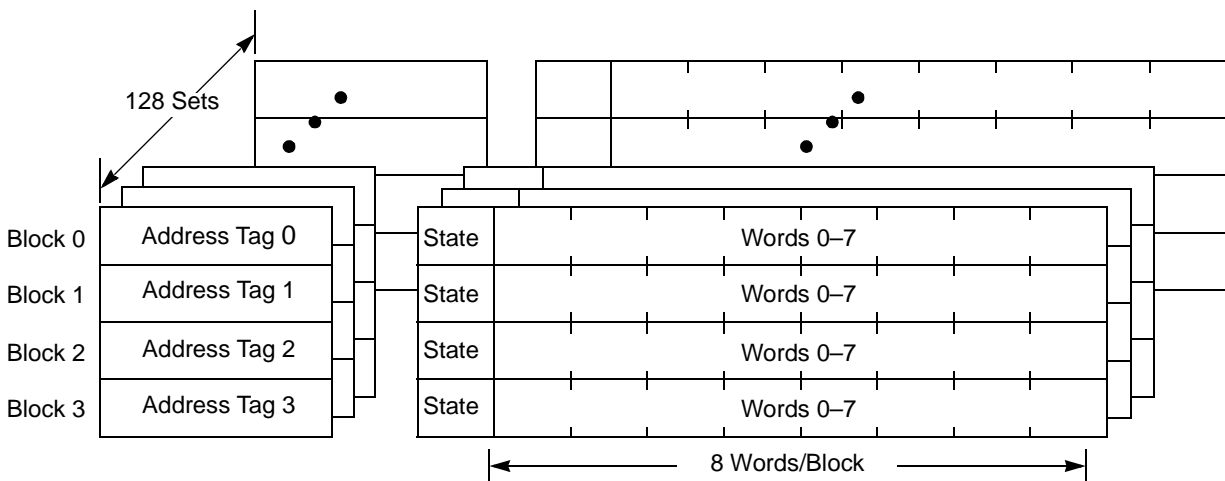 128 Sets
Block 0 Address Tag 0 State Words 0–7
Block 1 Address Tag 1 State Words 0–7
Block 2 Address Tag 2 State Words 0–7
Block 3 Address Tag 3 State Words 0–7
8 Words/Block